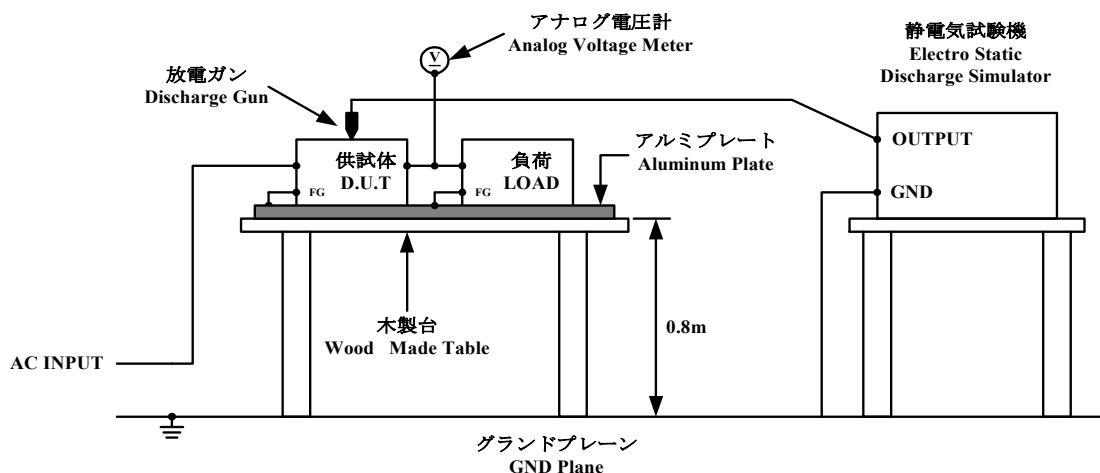 アナログ電圧計
Analog Voltage Meter
静電気試験機
Electro Static
Discharge Simulator
放電ガン
Discharge Gun
V
アルミプレート
Aluminum Plate
OUTPUT
GND
供試体
D.U.T
FG
負荷
LOAD
FG
木製台
Wood Made Table
0.8m
AC INPUT
グランドプレーン
GND Plane